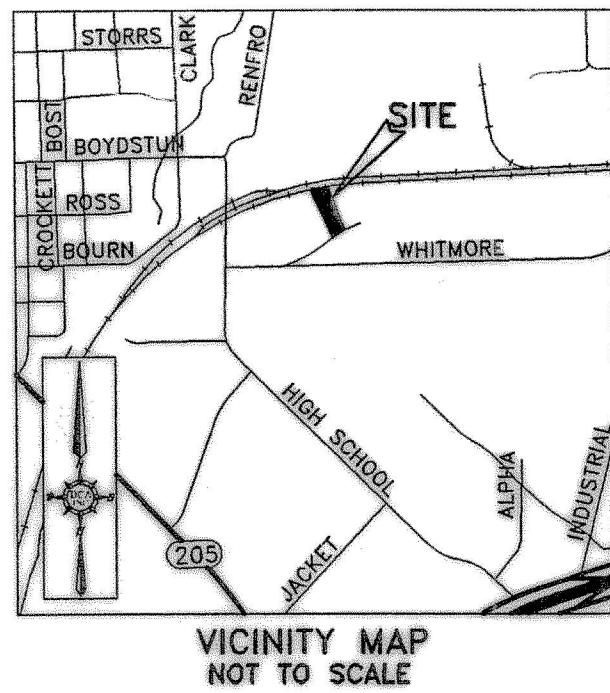 STORRS
CLARK
RENFRO
BOST
BOYDSTUN
SITE
CROCKETT
ROSS
BOURN
WHITMORE
HIGH SCHOOL
ALPHA
INDUSTRIAL
205
JACKET
VICINITY MAP
NOT TO SCALE